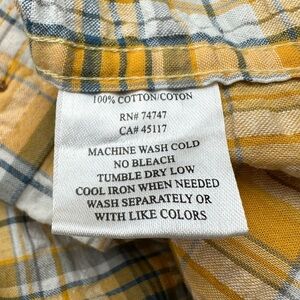 100% COTTON/COTON
RN# 74747
CA# 45117
MACHINE WASH COLD
NO BLEACH
TUMBLE DRY LOW
COOL IRON WHEN NEEDED
WASH SEPARATELY OR
WITH LIKE COLORS